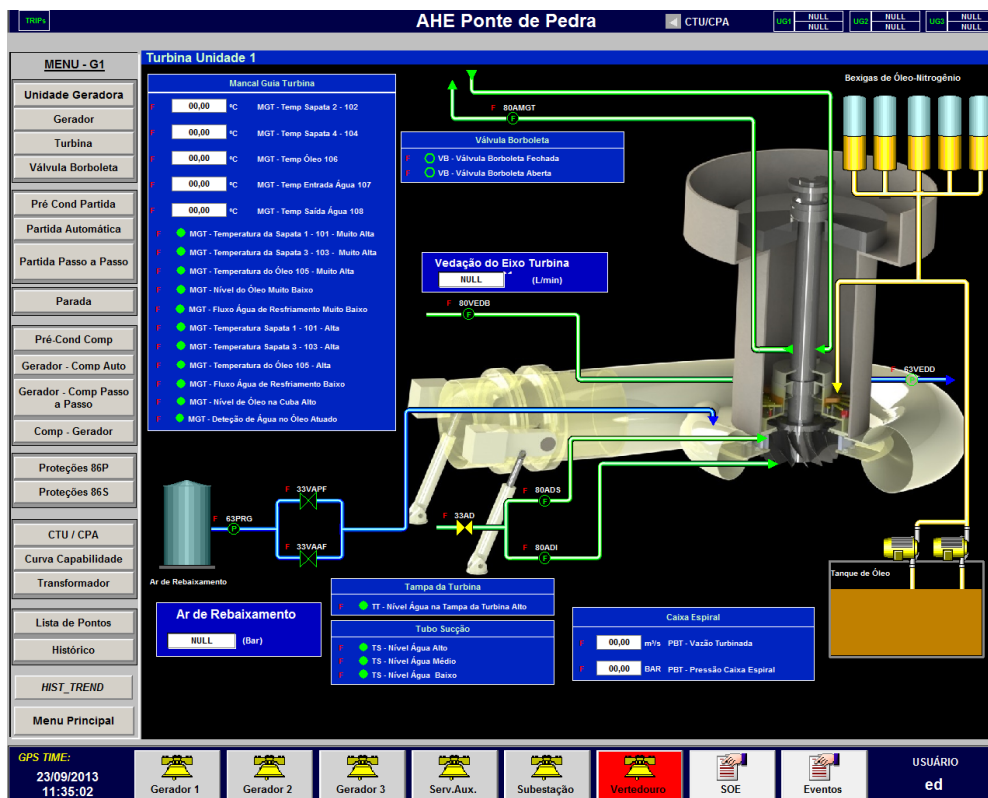 TRIPs
AHE Ponte de Pedra
CTU/CPA
UG1 NULL NULL
UG2 NULL NULL
UG3 NULL NULL
MENU - G1
Unidade Geradora
Gerador
Turbina
Válvula Borboleta
Pré Cond Partida
Partida Automática
Partida Passo a Passo
Parada
Pré-Cond Comp
Gerador - Comp Auto
Gerador - Comp Passo
a Passo
Comp - Gerador
Proteções 86P
Proteções 86S
CTU / CPA
Curva Capabilidade
Transformador
Lista de Pontos
Histórico
HIST_TREND
Menu Principal
Turbina Unidade 1
Mancal Guia Turbina
F 00,00 ºC MGT - Temp Sapata 2 - 102
F 00,00 ºC MGT - Temp Sapata 4 - 104
F 00,00 ºC MGT - Temp Óleo 106
F 00,00 ºC MGT - Temp Entrada Água 107
F 00,00 ºC MGT - Temp Saída Água 108
F MGT - Temperatura da Sapata 1 - 101 - Muito Alta
F MGT - Temperatura da Sapata 3 - 103 - Muito Alta
F MGT - Temperatura do Óleo 105 - Muito Alta
F MGT - Nível do Óleo Muito Baixo
F MGT - Fluxo Água de Resfriamento Muito Baixo
F MGT - Temperatura Sapata 1 - 101 - Alta
F MGT - Temperatura Sapata 3 - 103 - Alta
F MGT - Temperatura do Óleo 105 - Alta
F MGT - Fluxo Água de Resfriamento Baixo
F MGT - Nível de Óleo na Cuba Alto
F MGT - Deteção de Água no Óleo Atuado
F 80AMGT
F
Válvula Borboleta
F VB - Válvula Borboleta Fechada
F VB - Válvula Borboleta Aberta
Bexigas de Óleo-Nitrogênio
Vedação do Eixo Turbina
NULL (L/min)
F 80VEDB
F
F 63VEDD
F 63PRG
P
F 33VAPF
F 33VAAF
F 33AD
F 80ADS
F
F 80ADI
F
Ar de Rebaixamento
Ar de Rebaixamento
NULL (Bar)
Tampa da Turbina
F TT - Nível Água na Tampa da Turbina Alto
Tubo Sucção
F TS - Nível Água Alto
F TS - Nível Água Médio
F TS - Nível Água Baixo
Caixa Espiral
F 00,00 m³/s PBT - Vazão Turbinada
F 00,00 BAR PBT - Pressão Caixa Espiral
Tanque de Óleo
GPS TIME:
23/09/2013
11:35:02
Gerador 1
Gerador 2
Gerador 3
Serv.Aux.
Subestação
Vertedouro
SOE
Eventos
USUÁRIO
ed